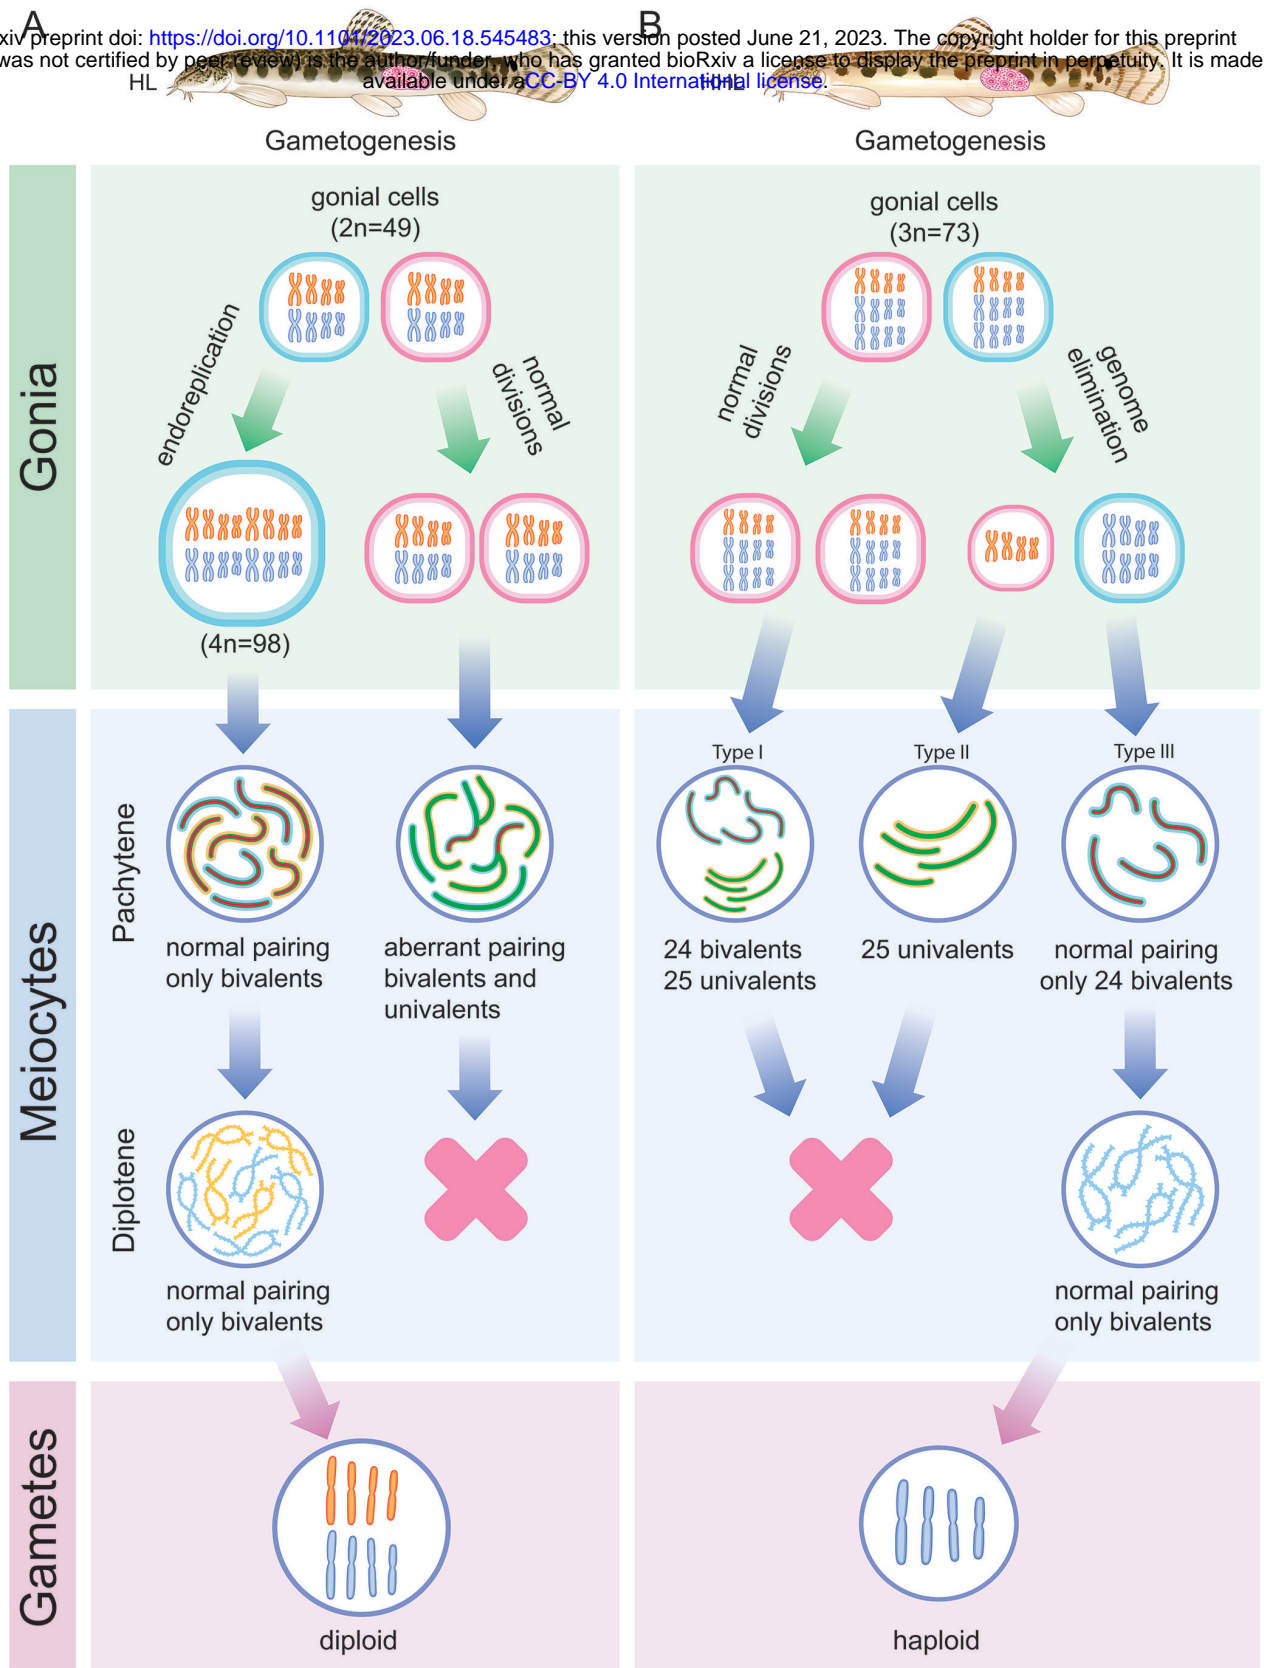 A
B
xiv preprint doi: https://doi.org/10.1101/2023.06.18.545483; this version posted June 21, 2023. The copyright holder for this preprint
was not certified by peer review) is the author/funder, who has granted bioRxiv a license to display the preprint in perpetuity. It is made
available under aCC-BY 4.0 International license.
HL
Gametogenesis
Gametogenesis
Gonia
gonial cells
(2n=49)
endoreplication
normal
divisions
(4n=98)
gonial cells
(3n=73)
normal
divisions
genome
elimination
Meiocytes
Pachytene
normal pairing
only bivalents
aberrant pairing
bivalents and
univalents
Type I
24 bivalents
25 univalents
Type II
25 univalents
Type III
normal pairing
only 24 bivalents
Diplotene
normal pairing
only bivalents
normal pairing
only bivalents
Gametes
diploid
haploid